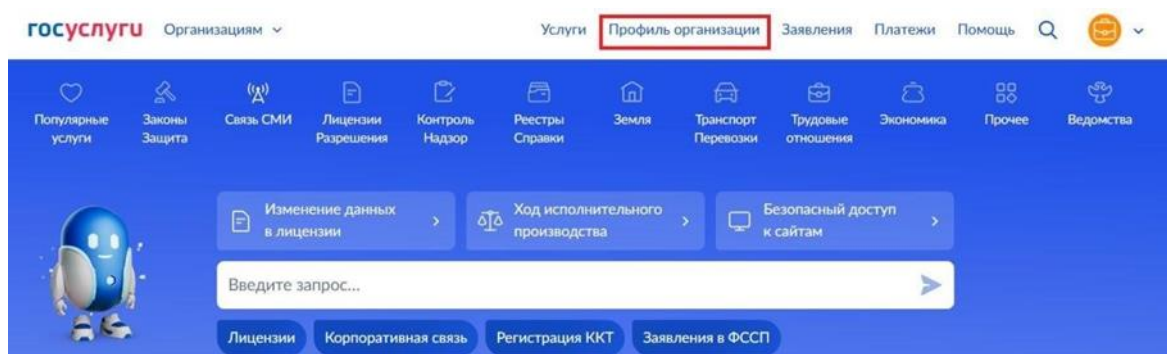 госуслуги Организациям Услуги Профиль организации Заявления Платежи Помощь
Популярные услуги
Законы Защита
Связь СМИ
Лицензии Разрешения
Контроль Надзор
Реестры Справки
Земля
Транспорт Перевозки
Трудовые отношения
Экономика
Прочее
Ведомства
Изменение данных
в лицензии
Ход исполнительного
производства
Безопасный доступ
к сайтам
Введите запрос...
Лицензии Корпоративная связь Регистрация ККТ Заявления в ФССП